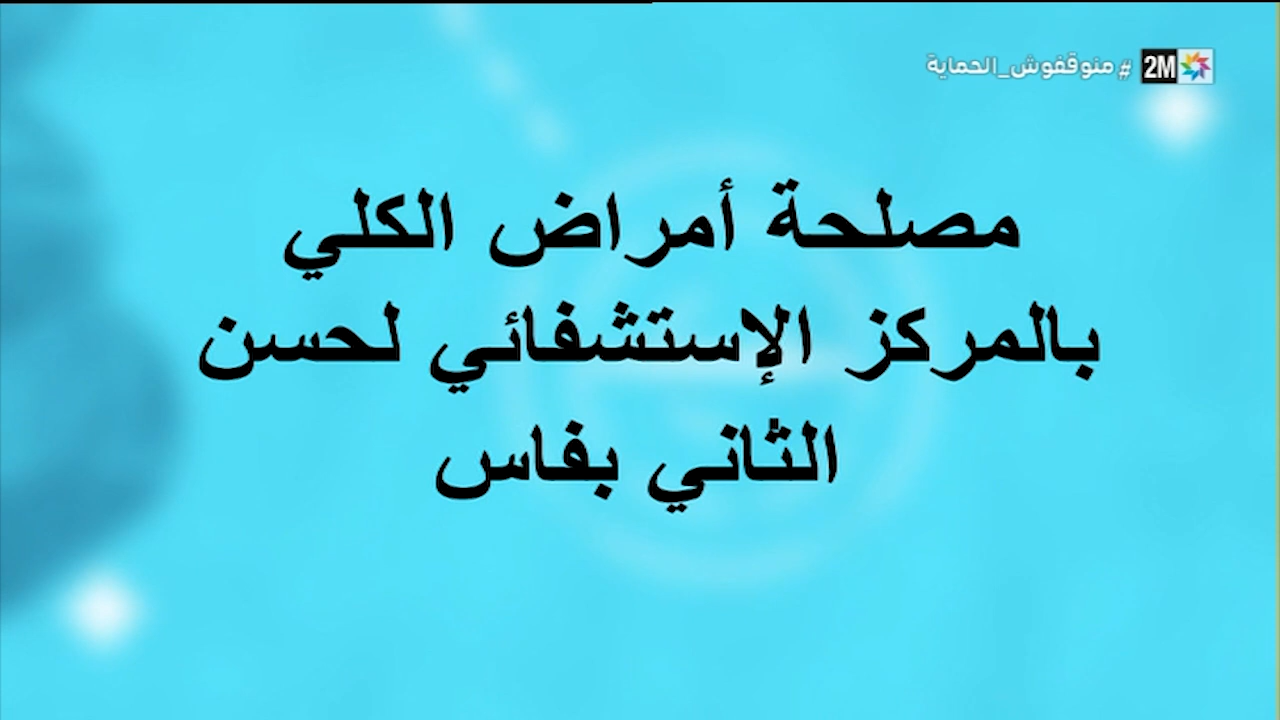 # منوقفوش_الحماية 2M
مصلحة أمراض الكلي
بالمركز الإستشفائي لحسن
الثاني بفاس